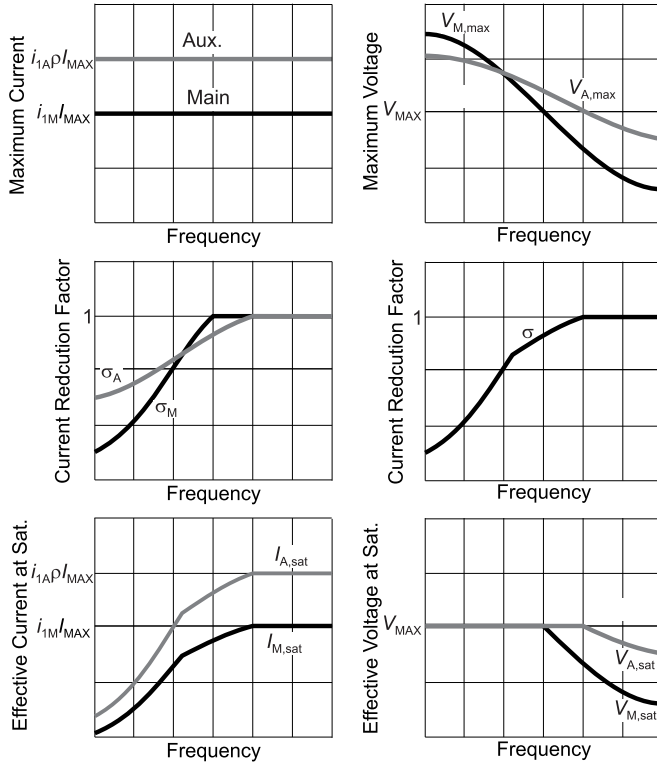 Maximum Current
i1AρIMAX
Aux.
i1MIMAX
Main
Frequency
Maximum Voltage
VM,max
VA,max
VMAX
Frequency
Current Redcution Factor
1
σA
σM
Frequency
Current Redcution Factor
1
σ
Frequency
Effective Current at Sat.
i1AρIMAX
IA,sat
i1MIMAX
IM,sat
Frequency
Effective Voltage at Sat.
VMAX
VA,sat
VM,sat
Frequency